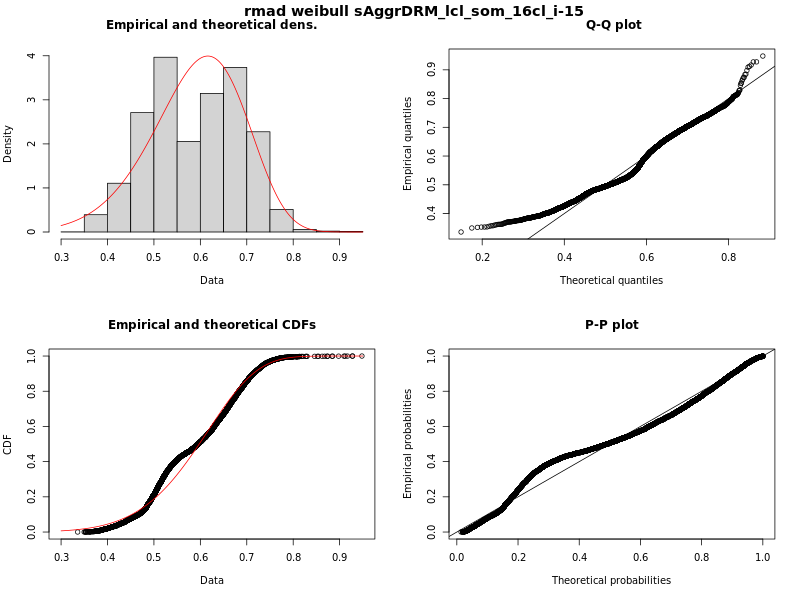 rmad weibull sAggrDRM_lcl_som_16cl_i-15
Empirical and theoretical dens.
Density
0 1 2 3 4
0.3 0.4 0.5 0.6 0.7 0.8 0.9
Data
Q-Q plot
Empirical quantiles
0.4 0.5 0.6 0.7 0.8 0.9
0.2 0.4 0.6 0.8
Theoretical quantiles
Empirical and theoretical CDFs
CDF
0.0 0.2 0.4 0.6 0.8 1.0
0.3 0.4 0.5 0.6 0.7 0.8 0.9
Data
P-P plot
Empirical probabilities
0.0 0.2 0.4 0.6 0.8 1.0
0.0 0.2 0.4 0.6 0.8 1.0
Theoretical probabilities